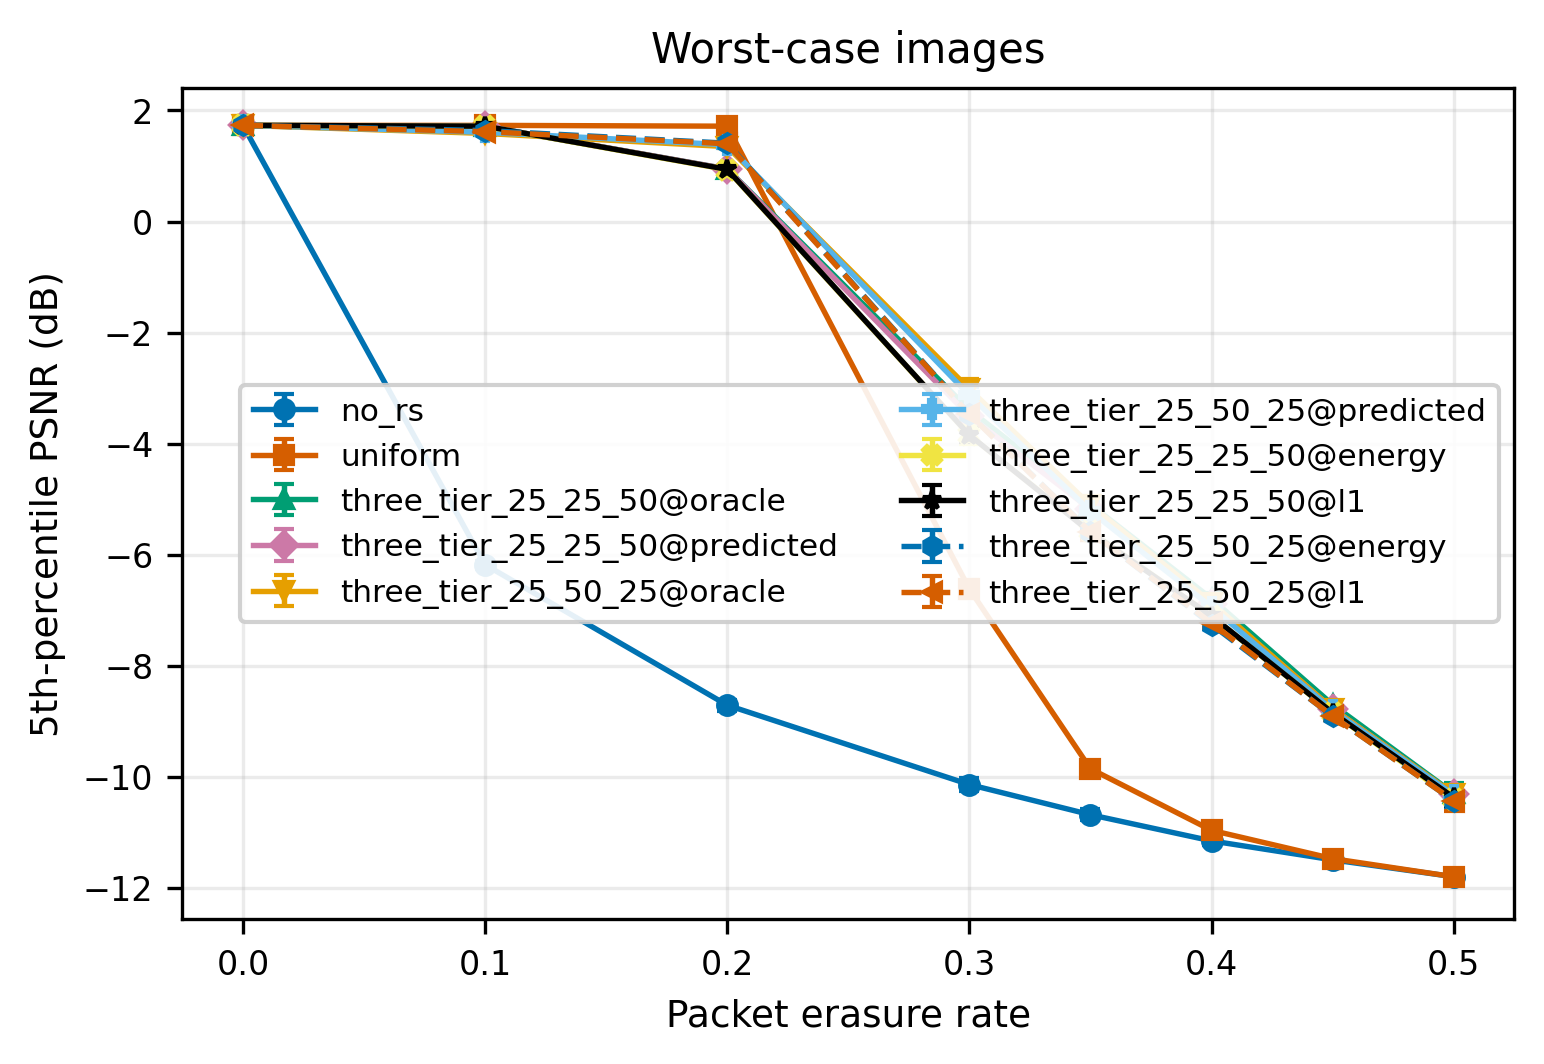 Worst-case images
5th-percentile PSNR (dB)
2
0
−2
−4
−6
−8
−10
−12
no_rs
uniform
three_tier_25_25_50@oracle
three_tier_25_25_50@predicted
three_tier_25_50_25@oracle
three_tier_25_50_25@predicted
three_tier_25_25_50@energy
three_tier_25_25_50@l1
three_tier_25_50_25@energy
three_tier_25_50_25@l1
0.0 0.1 0.2 0.3 0.4 0.5
Packet erasure rate